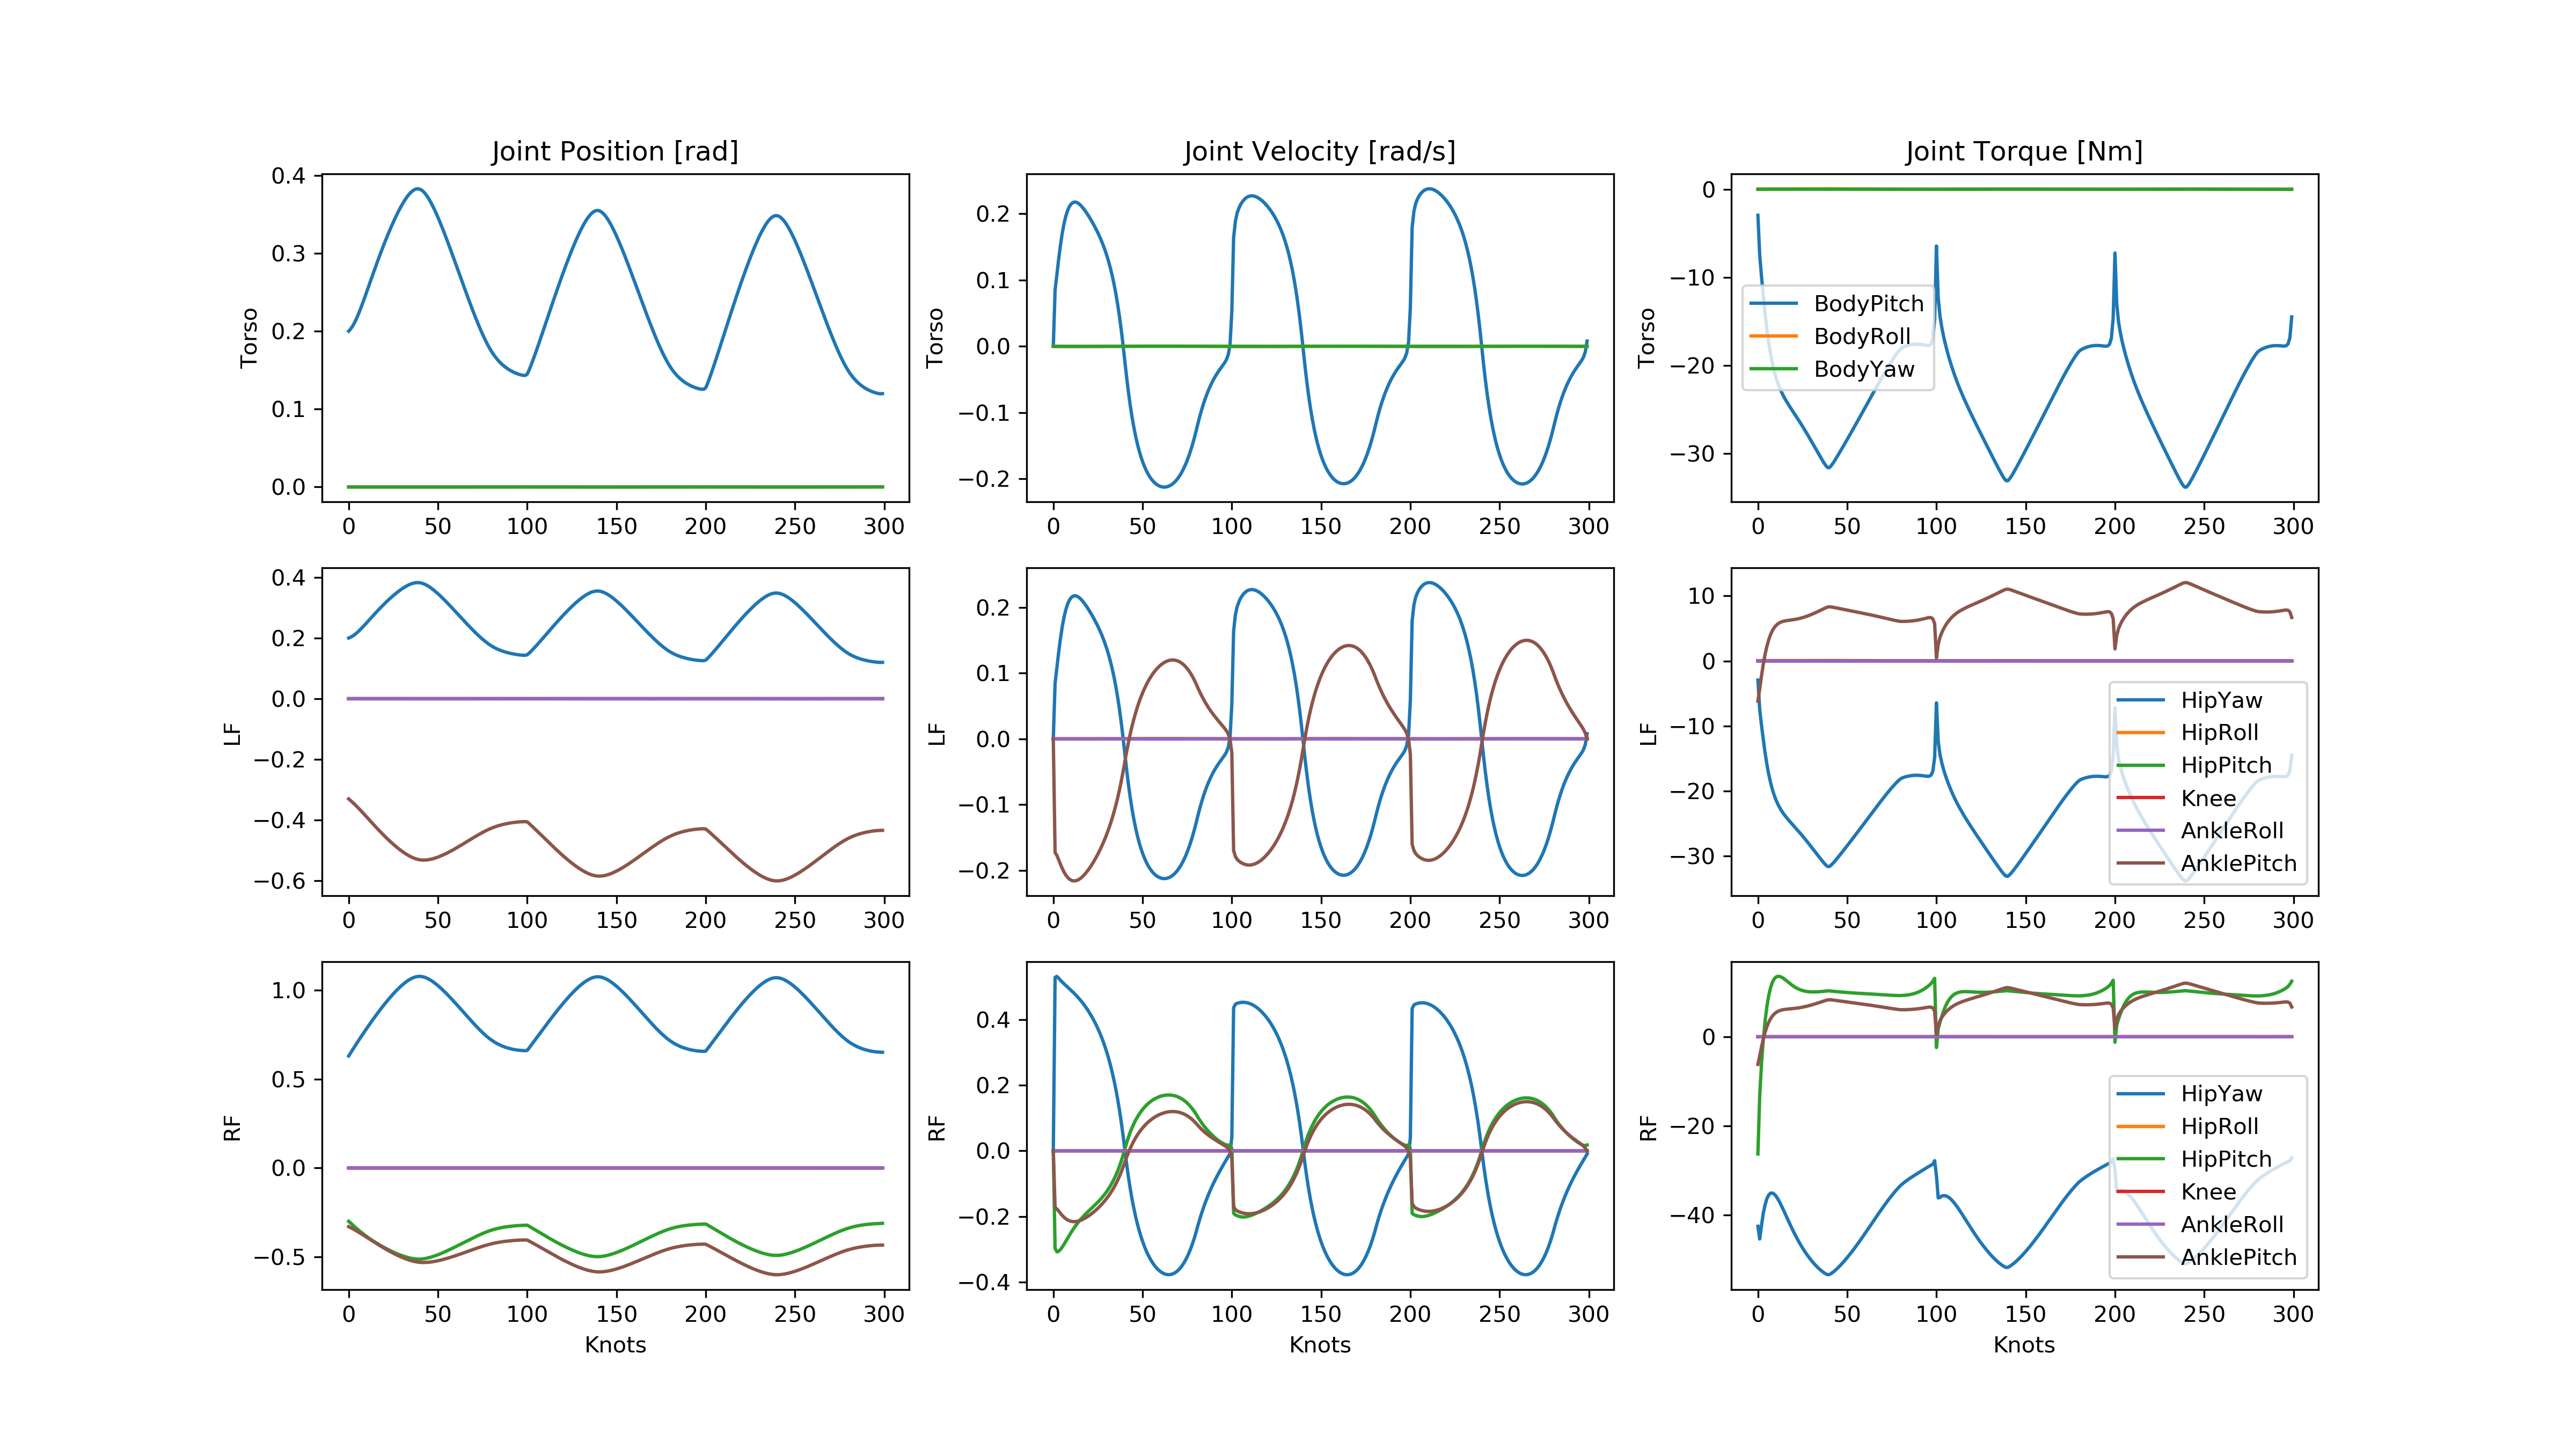 Joint Position [rad] Joint Velocity [rad/s] Joint Torque [Nm]
Torso
0.4
0.3
0.2
0.1
0.0
0 50 100 150 200 250 300
Torso
0.2
0.1
0.0
−0.1
−0.2
0 50 100 150 200 250 300
Torso
0
−10
−20
−30
BodyPitch
BodyRoll
BodyYaw
0 50 100 150 200 250 300
LF
0.4
0.2
0.0
−0.2
−0.4
−0.6
0 50 100 150 200 250 300
LF
0.2
0.1
0.0
−0.1
−0.2
0 50 100 150 200 250 300
LF
10
0
−10
−20
−30
HipYaw
HipRoll
HipPitch
Knee
AnkleRoll
AnklePitch
0 50 100 150 200 250 300
RF
1.0
0.5
0.0
−0.5
0 50 100 150 200 250 300
Knots
RF
0.4
0.2
0.0
−0.2
−0.4
0 50 100 150 200 250 300
Knots
RF
0
−20
−40
HipYaw
HipRoll
HipPitch
Knee
AnkleRoll
AnklePitch
0 50 100 150 200 250 300
Knots